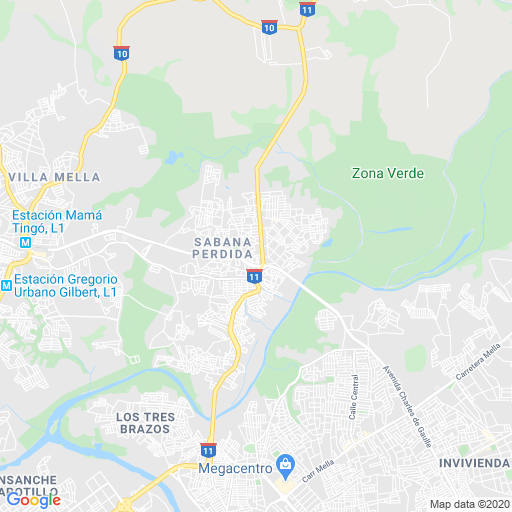 11
10
10
Zona Verde
VILLA MELLA
Estación Mamá
Tingó, L1
M
SABANA
PERDIDA
11
M
Estación Gregorio
Urbano Gilbert, L1
Carretera Mella
Avenida Charles de Gaulle
Calle Central
LOS TRES
BRAZOS
11
Megacentro
Carr Mella
INVIVIENDA
NSANCHE
Google
Map data ©2020